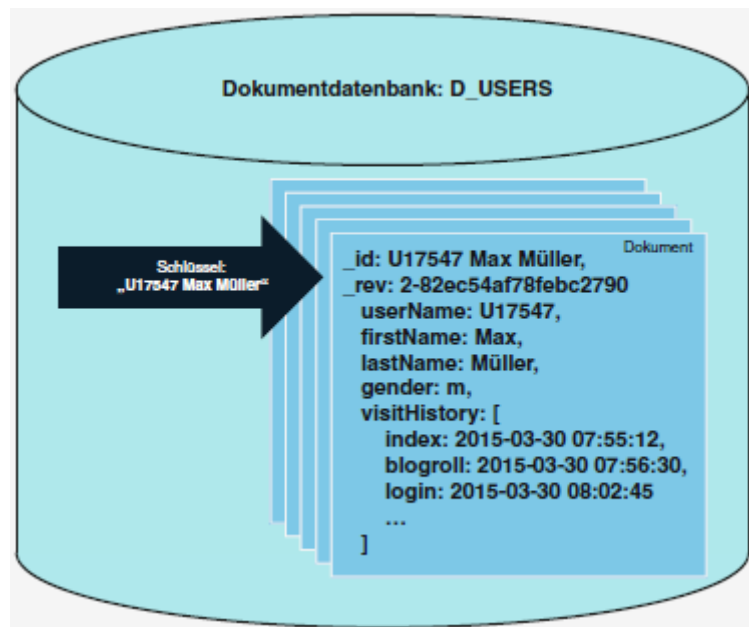 Dokumentdatenbank: D_USERS
Schlüssel:
„U17547 Max Müller“
Dokument
_id: U17547 Max Müller,
_rev: 2-82ec54af78febc2790
userName: U17547,
firstName: Max,
lastName: Müller,
gender: m,
visitHistory: [
index: 2015-03-30 07:55:12,
blogroll: 2015-03-30 07:56:30,
login: 2015-03-30 08:02:45
…
]